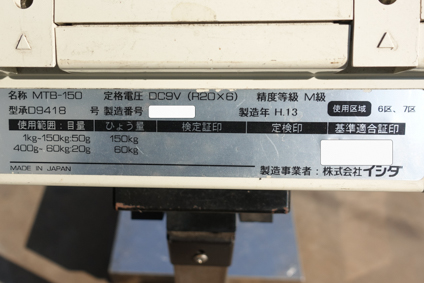 名称 MTB-150 定格電圧 DC9V (R20×6) 精度等級 M級
型承D9418 号 製造番号 製造年 H.13 使用区域 6区、7区
使用範囲:目量 ひょう量 検定証印 定検印 基準適合証印
1kg-150kg:50g 150kg
400g-60kg:20g 60kg
MADE IN JAPAN 製造事業者:株式会社イシダ